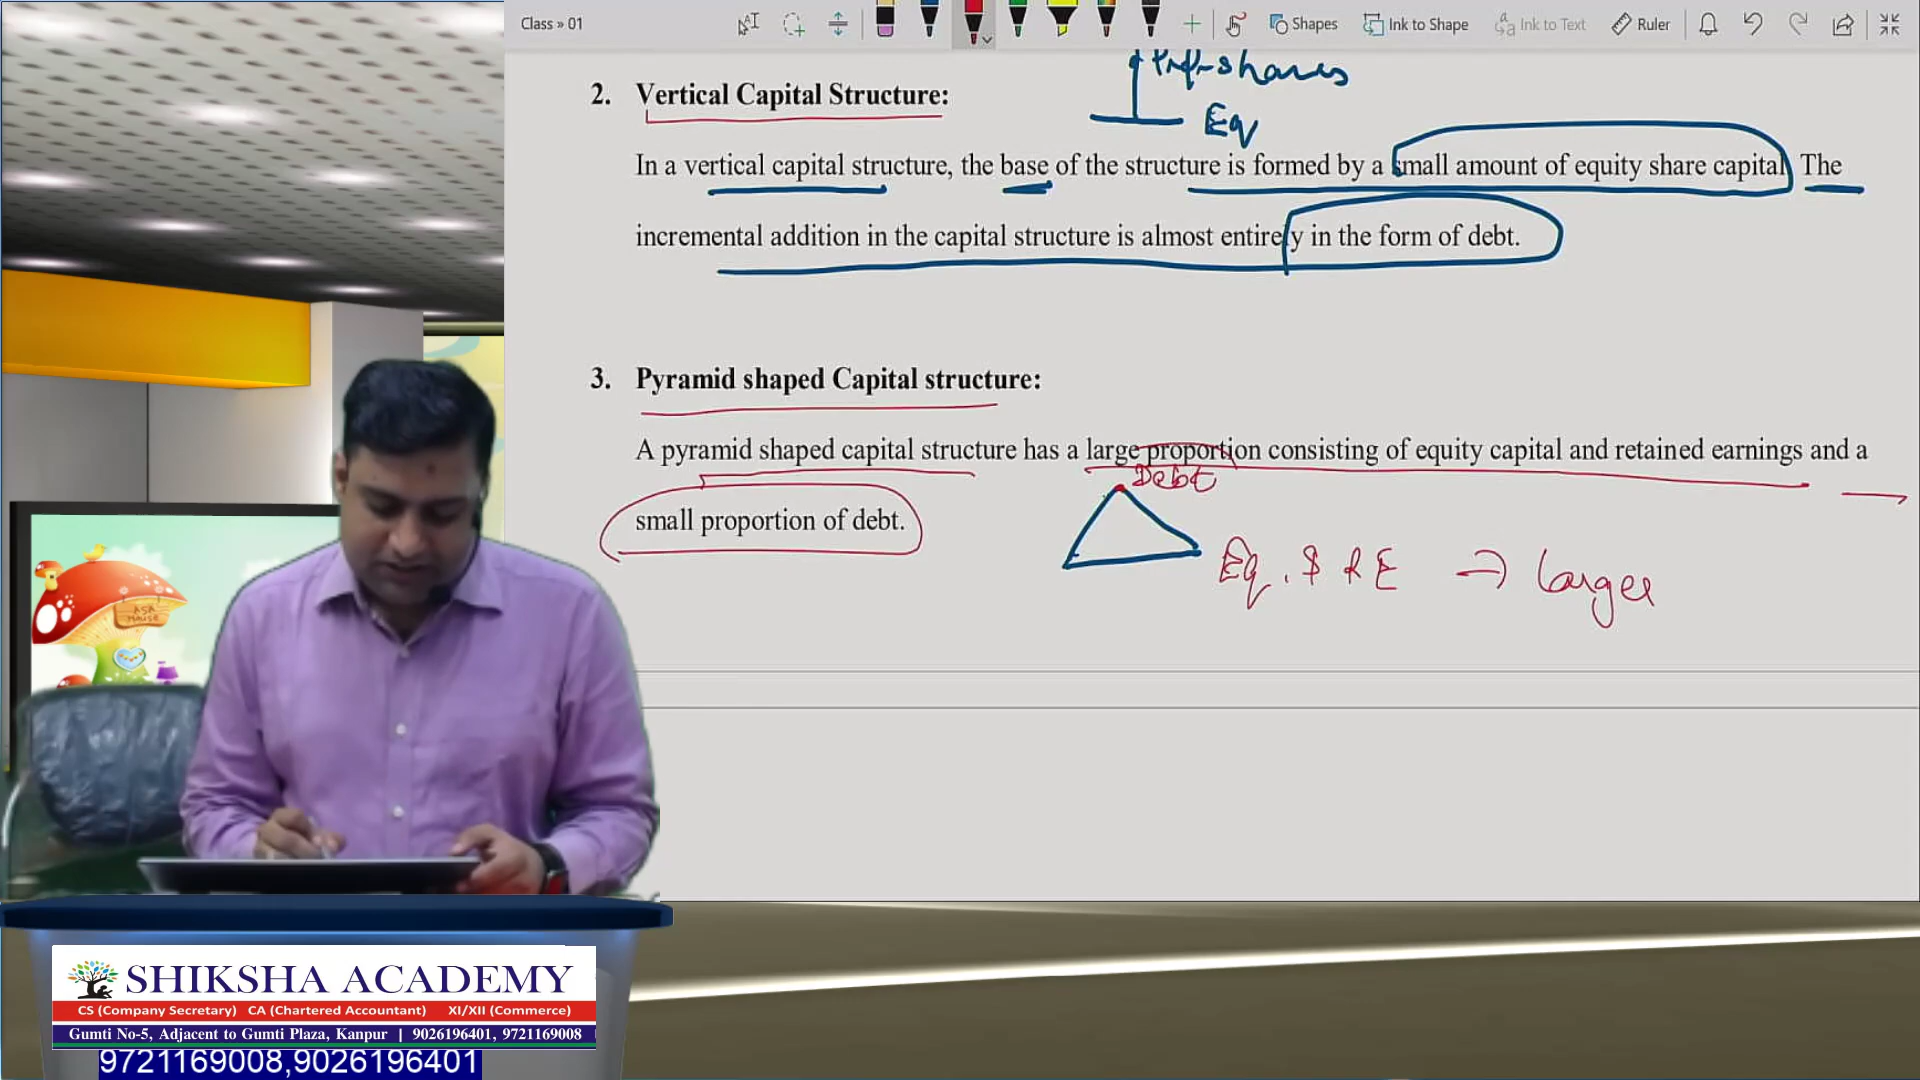 Class » 01
Shapes
Ink to Shape
Ink to Text
Ruler
Pref-shares
Eq
2. Vertical Capital Structure:
In a vertical capital structure, the base of the structure is formed by a small amount of equity share capital. The
incremental addition in the capital structure is almost entirely in the form of debt.
3. Pyramid shaped Capital structure:
A pyramid shaped capital structure has a large proportion consisting of equity capital and retained earnings and a
small proportion of debt.
Debt
Eq. $ R E → larger
ASA
House
SHIKSHA ACADEMY
CS (Company Secretary) CA (Chartered Accountant) XI/XII (Commerce)
Gumti No-5, Adjacent to Gumti Plaza, Kanpur | 9026196401, 9721169008
9721169008,9026196401